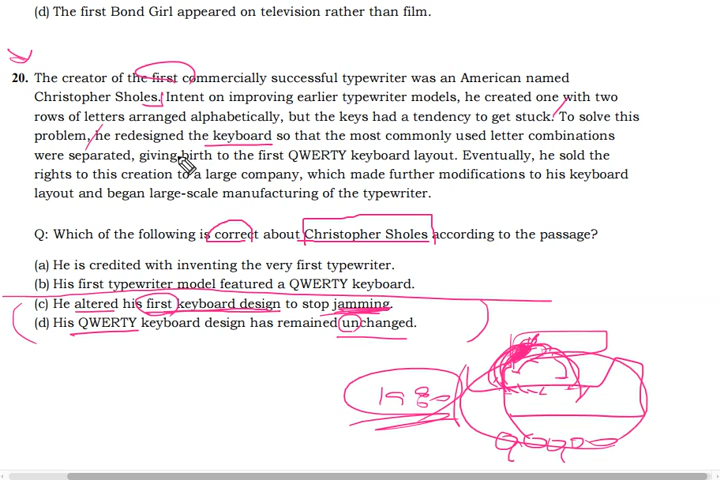 (d) The first Bond Girl appeared on television rather than film.
20. The creator of the first commercially successful typewriter was an American named
Christopher Sholes. Intent on improving earlier typewriter models, he created one with two
rows of letters arranged alphabetically, but the keys had a tendency to get stuck. To solve this
problem, he redesigned the keyboard so that the most commonly used letter combinations
were separated, giving birth to the first QWERTY keyboard layout. Eventually, he sold the
rights to this creation to a large company, which made further modifications to his keyboard
layout and began large-scale manufacturing of the typewriter.
Q: Which of the following is correct about Christopher Sholes according to the passage?
(a) He is credited with inventing the very first typewriter.
(b) His first typewriter model featured a QWERTY keyboard.
(c) He altered his first keyboard design to stop jamming.
(d) His QWERTY keyboard design has remained unchanged.